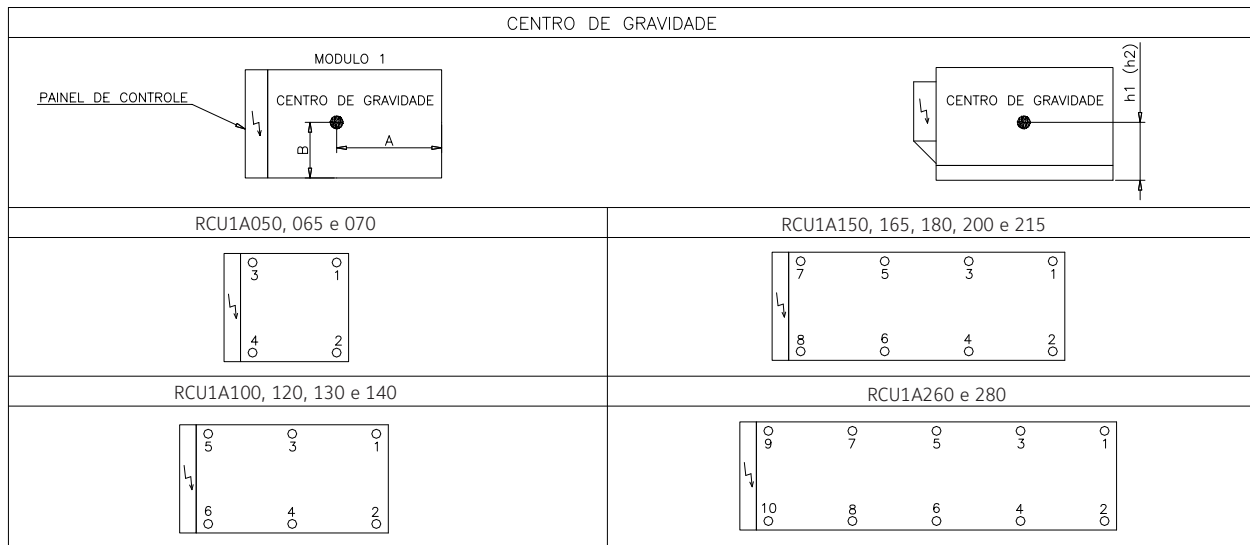 CENTRO DE GRAVIDADE
MODULO 1
PAINEL DE CONTROLE
CENTRO DE GRAVIDADE
B
A
CENTRO DE GRAVIDADE
h1 (h2)
RCU1A050, 065 e 070
3 1
4 2
RCU1A150, 165, 180, 200 e 215
7 5 3 1
8 6 4 2
RCU1A100, 120, 130 e 140
5 3 1
6 4 2
RCU1A260 e 280
9 7 5 3 1
10 8 6 4 2